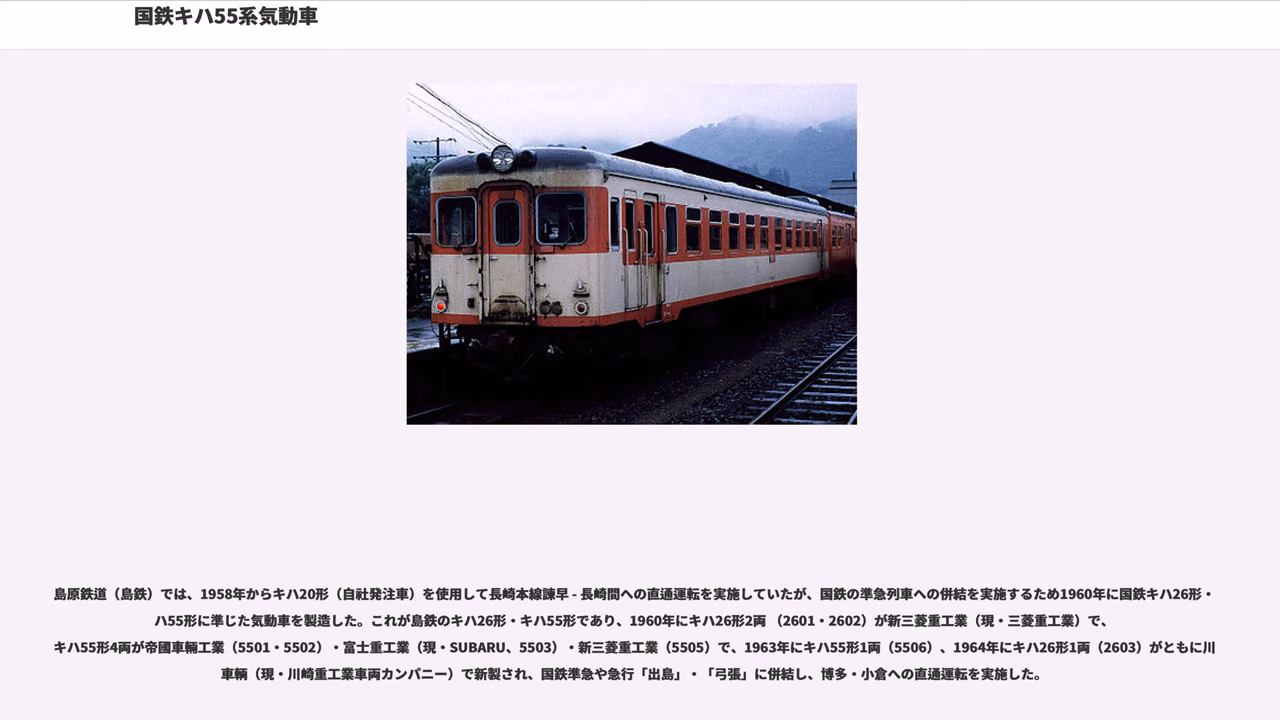 国鉄キハ55系気動車
島原鉄道（島鉄）では、1958年からキハ20形（自社発注車）を使用して長崎本線諫早 - 長崎間への直通運転を実施していたが、国鉄の準急列車への併結を実施するため1960年に国鉄キハ26形・
ハ55形に準じた気動車を製造した。これが島鉄のキハ26形・キハ55形であり、1960年にキハ26形2両 （2601・2602）が新三菱重工業（現・三菱重工業）で、
キハ55形4両が帝國車輛工業（5501・5502）・富士重工業（現・SUBARU、5503）・新三菱重工業（5505）で、1963年にキハ55形1両（5506）、1964年にキハ26形1両（2603）がともに川
車輌（現・川崎重工業車両カンパニー）で新製され、国鉄準急や急行「出島」・「弓張」に併結し、博多・小倉への直通運転を実施した。